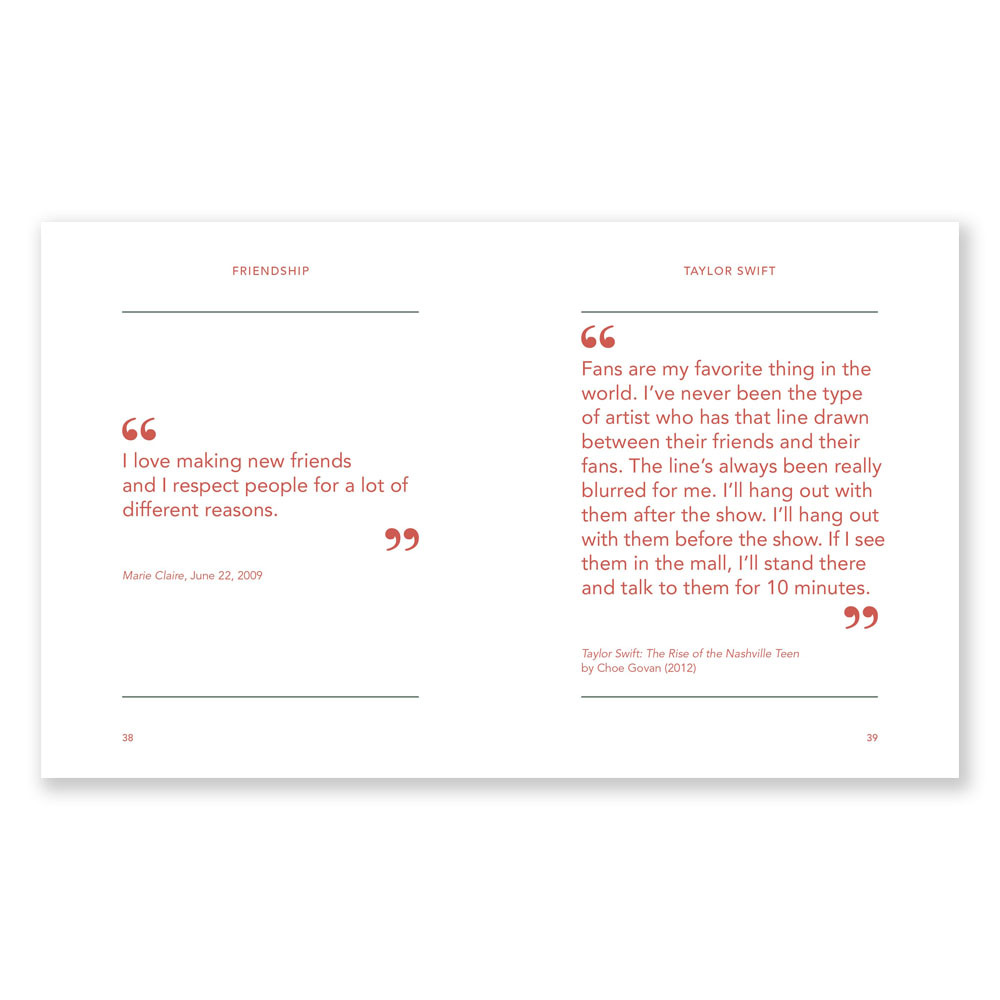 FRIENDSHIP
“
I love making new friends
and I respect people for a lot of
different reasons.
”
Marie Claire, June 22, 2009
38
TAYLOR SWIFT
“
Fans are my favorite thing in the
world. I’ve never been the type
of artist who has that line drawn
between their friends and their
fans. The line’s always been really
blurred for me. I’ll hang out with
them after the show. I’ll hang out
with them before the show. If I see
them in the mall, I’ll stand there
and talk to them for 10 minutes.
”
Taylor Swift: The Rise of the Nashville Teen
by Choe Govan (2012)
39